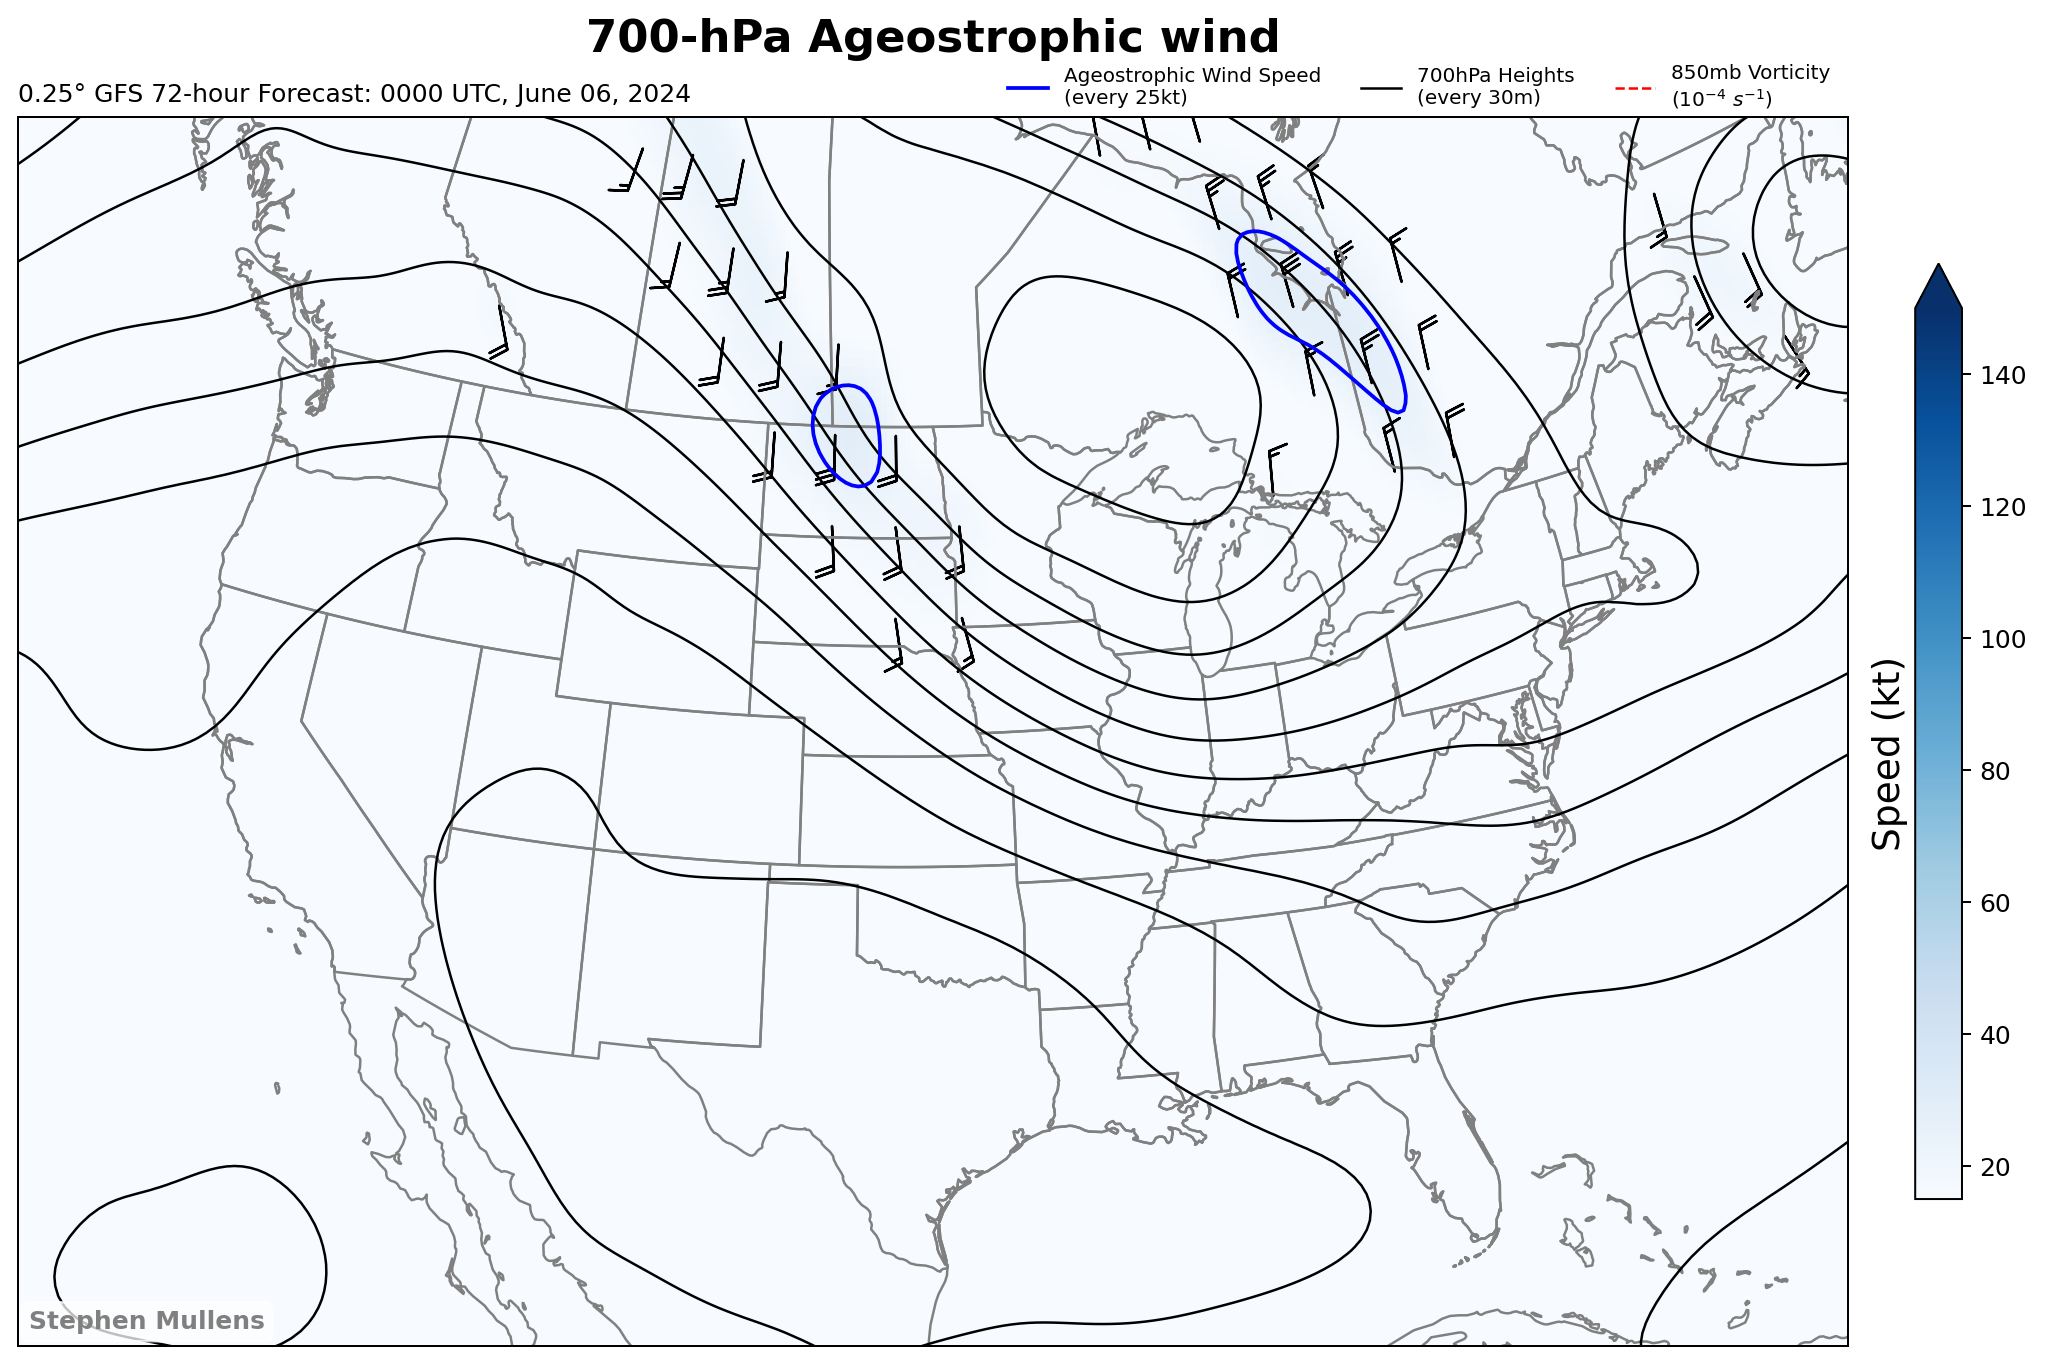 700-hPa Ageostrophic wind
0.25° GFS 72-hour Forecast: 0000 UTC, June 06, 2024
Ageostrophic Wind Speed
(every 25kt)
700hPa Heights
(every 30m)
850mb Vorticity
(10⁻⁴ s⁻¹)
140
120
100
80
60
40
20
Speed (kt)
Stephen Mullens